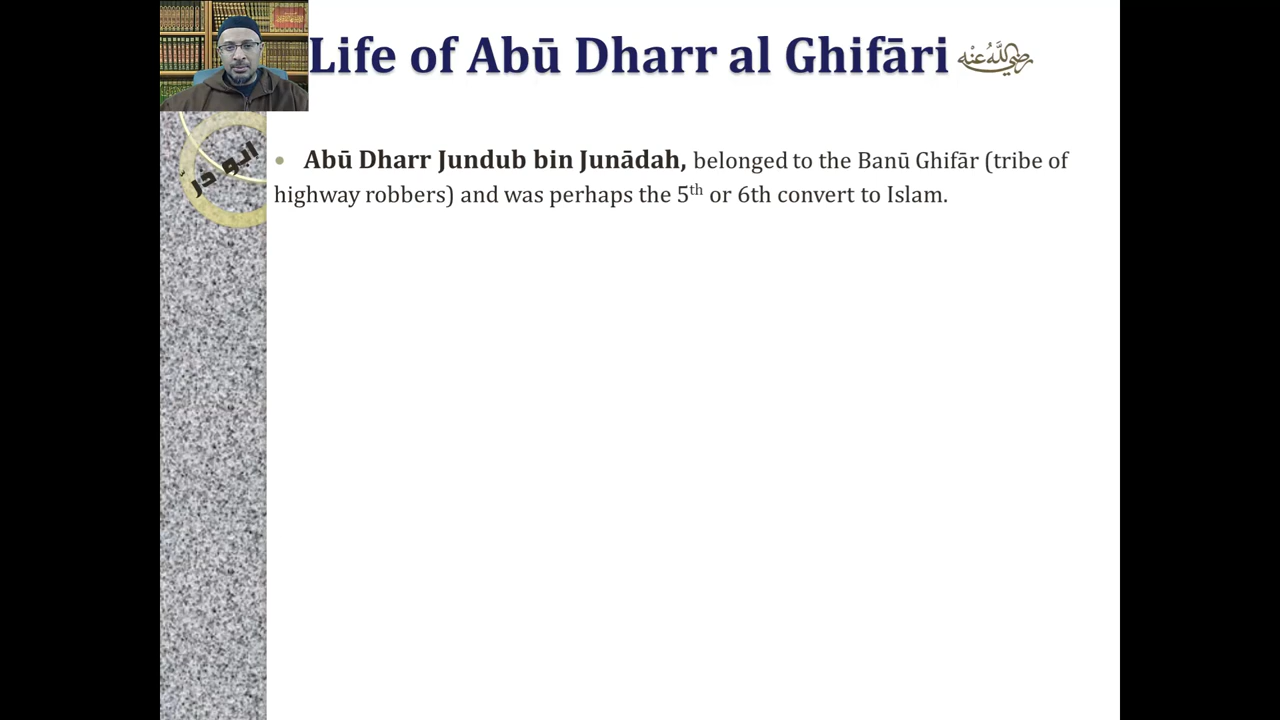 Life of Abū Dharr al Ghifāri رضي الله عنه
ابو ذر
• Abū Dharr Jundub bin Junādah, belonged to the Banū Ghifār (tribe of
highway robbers) and was perhaps the 5th or 6th convert to Islam.